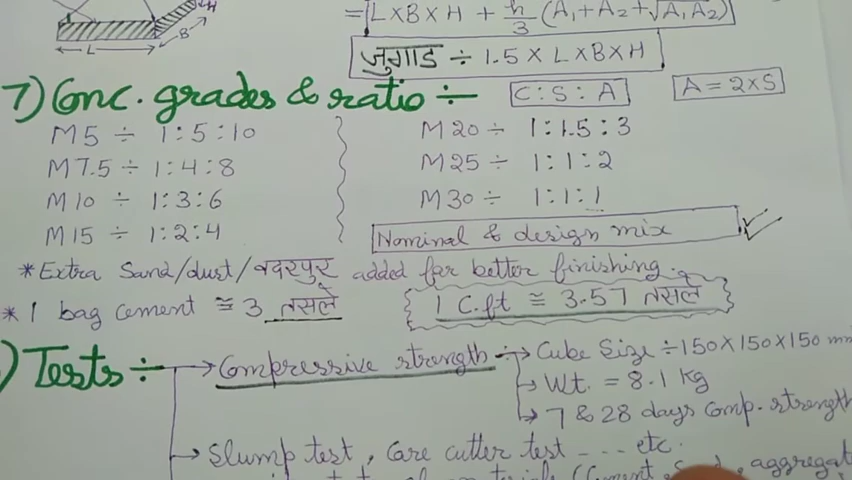 = L×B×H + h/3 (A₁+A₂+√A₁A₂)
L B H
जुगाड ÷ 1.5 × L×B×H
7) Conc. grades & ratio ÷ C:S:A A=2×S
M5 ÷ 1:5:10
M7.5 ÷ 1:4:8
M10 ÷ 1:3:6
M15 ÷ 1:2:4
M20 ÷ 1:1.5:3
M25 ÷ 1:1:2
M30 ÷ 1:1:1
Nominal & design mix
*Extra Sand/dust/बदरपुर added for better finishing.
* 1 bag cement ≅ 3 तसले
1 C.ft ≅ 3.57 तसले
) Tests ÷ → Compressive strength ÷ → Cube Size ÷ 150×150×150 mm
→ Wt. = 8.1 kg
→ 7 & 28 days Comp. strength
→ Slump test, Core cutter test --- etc.
(Cement, aggregat